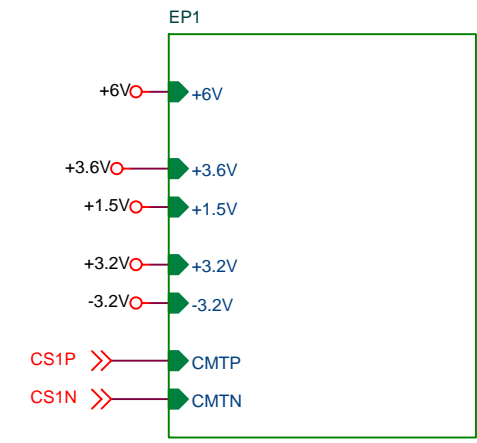 EP1
+6V +6V
+3.6V +3.6V
+1.5V +1.5V
+3.2V +3.2V
-3.2V -3.2V
CS1P CMTP
CS1N CMTN